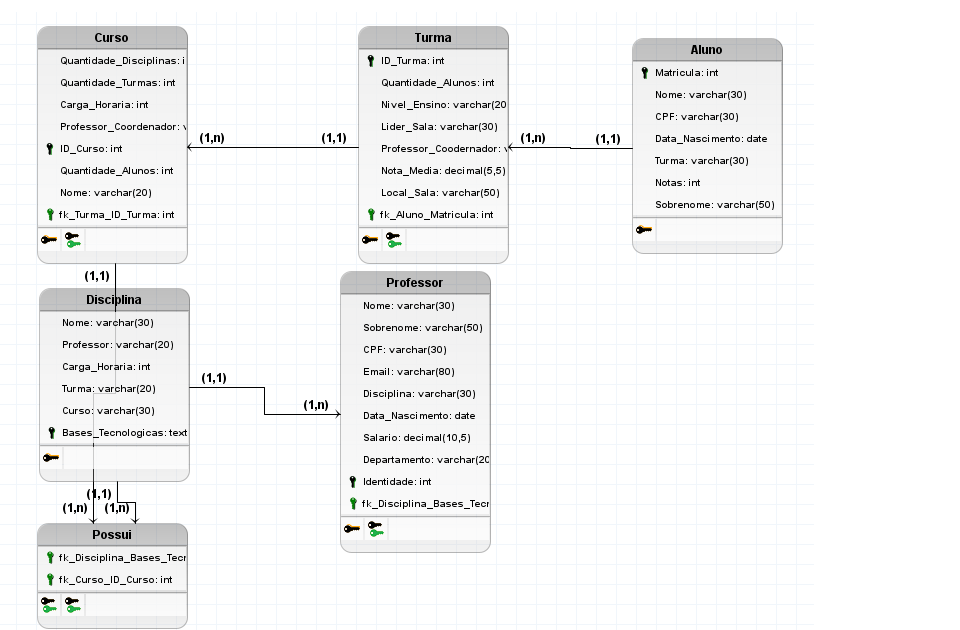 Curso
Quantidade_Disciplinas: i
Quantidade_Turmas: int
Carga_Horaria: int
Professor_Coordenador: v
ID_Curso: int
Quantidade_Alunos: int
Nome: varchar(20)
fk_Turma_ID_Turma: int
(1,n)
(1,1)
Turma
ID_Turma: int
Quantidade_Alunos: int
Nivel_Ensino: varchar(20
Lider_Sala: varchar(30)
Professor_Coodernador: v
Nota_Media: decimal(5,5)
Local_Sala: varchar(50)
fk_Aluno_Matricula: int
(1,n)
(1,1)
Aluno
Matricula: int
Nome: varchar(30)
CPF: varchar(30)
Data_Nascimento: date
Turma: varchar(30)
Notas: int
Sobrenome: varchar(50)
(1,1)
Disciplina
Nome: varchar(30)
Professor: varchar(20)
Carga_Horaria: int
Turma: varchar(20)
Curso: varchar(30)
Bases_Tecnologicas: text
(1,1)
(1,n)
Professor
Nome: varchar(30)
Sobrenome: varchar(50)
CPF: varchar(30)
Email: varchar(80)
Disciplina: varchar(30)
Data_Nascimento: date
Salario: decimal(10,5)
Departamento: varchar(20
Identidade: int
fk_Disciplina_Bases_Tecr
(1,1)
(1,n)
(1,n)
Possui
fk_Disciplina_Bases_Tecr
fk_Curso_ID_Curso: int